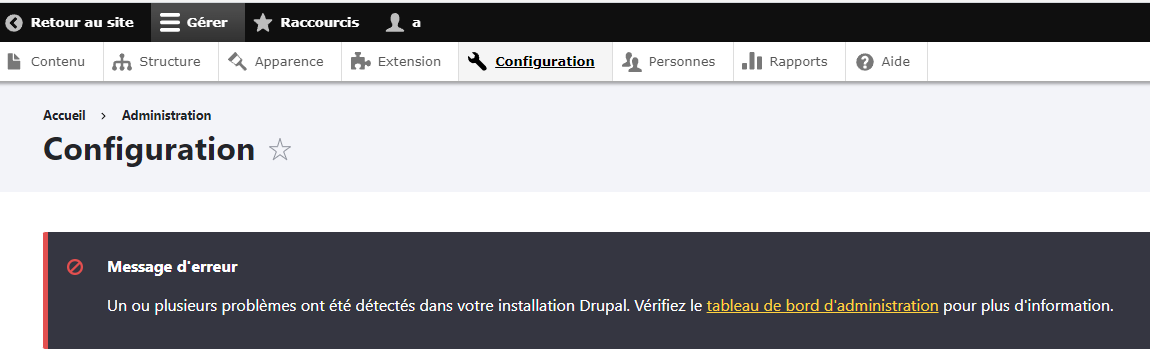 Retour au site Gérer Raccourcis a
Contenu Structure Apparence Extension Configuration Personnes Rapports Aide
Accueil › Administration
Configuration
Message d'erreur
Un ou plusieurs problèmes ont été détectés dans votre installation Drupal. Vérifiez le tableau de bord d'administration pour plus d'information.